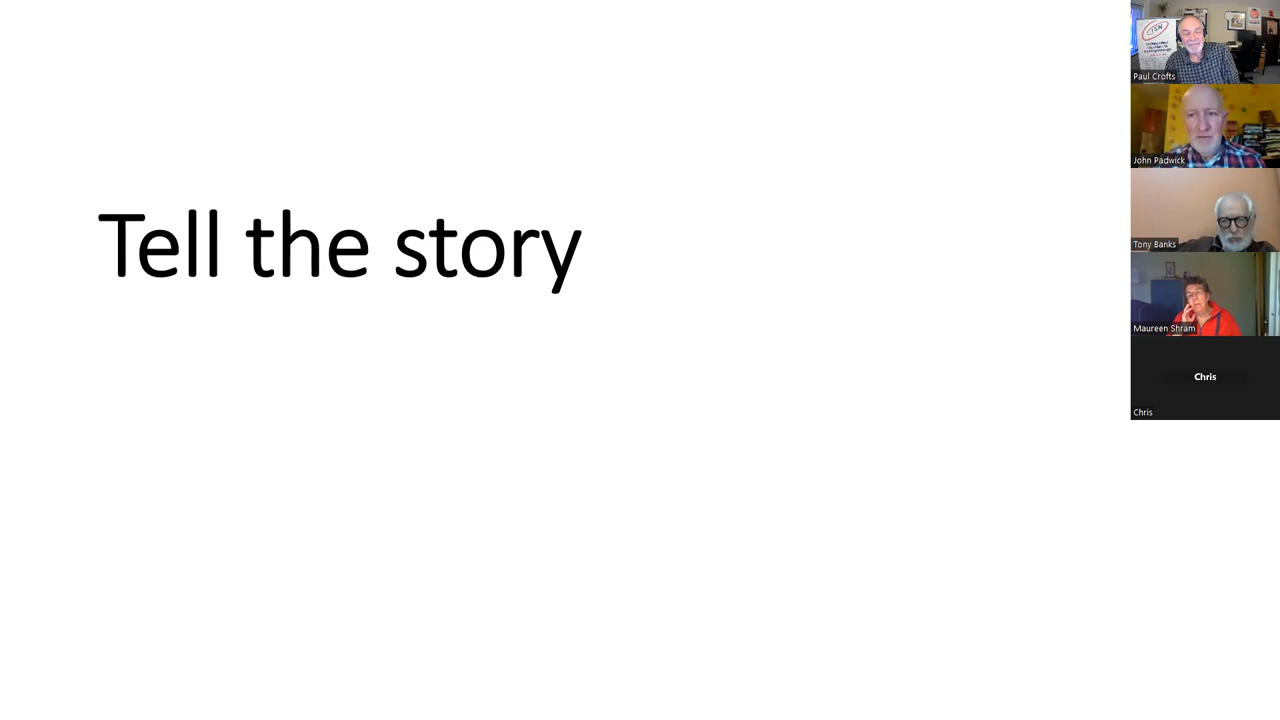 Tell the story
Paul Crofts
John Padwick
Tony Banks
Maureen Shram
Chris
Chris